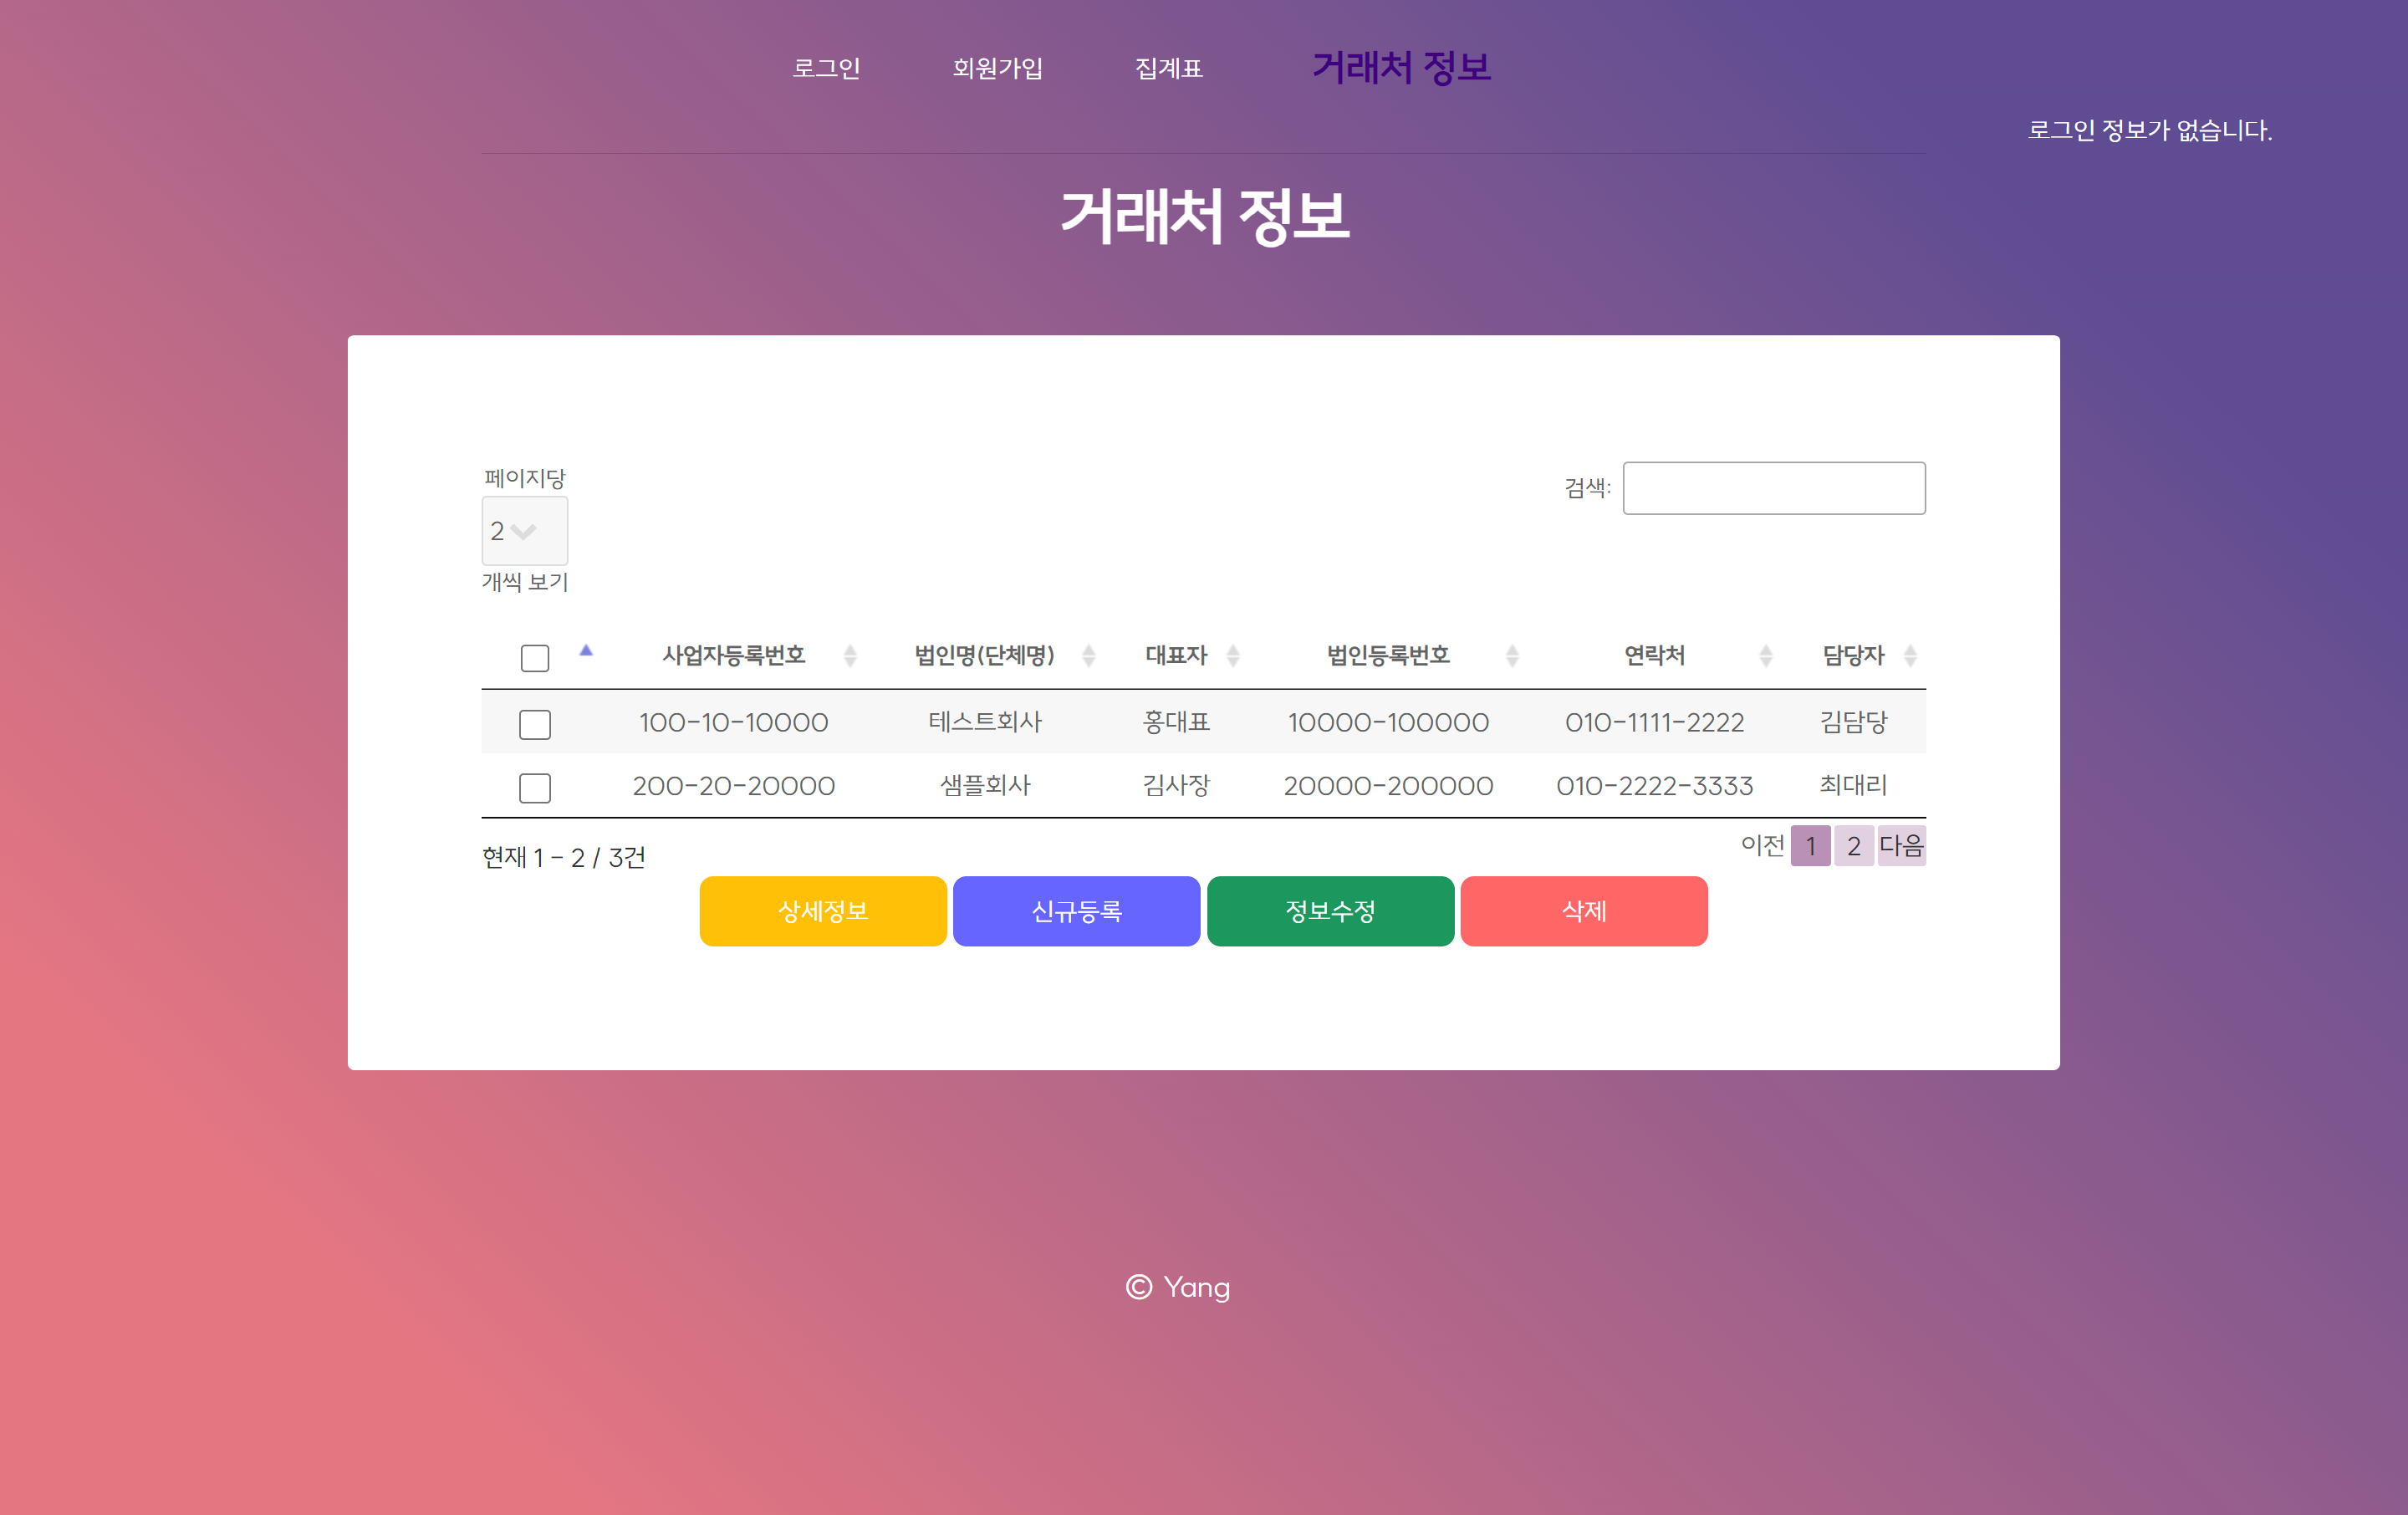 로그인 회원가입 집계표 거래처 정보
로그인 정보가 없습니다.
거래처 정보
페이지당
2
개씩 보기
검색:
사업자등록번호 법인명(단체명) 대표자 법인등록번호 연락처 담당자
100-10-10000 테스트회사 홍대표 10000-100000 010-1111-2222 김담당
200-20-20000 샘플회사 김사장 20000-200000 010-2222-3333 최대리
현재 1 - 2 / 3건
이전 1 2 다음
상세정보 신규등록 정보수정 삭제
© Yang